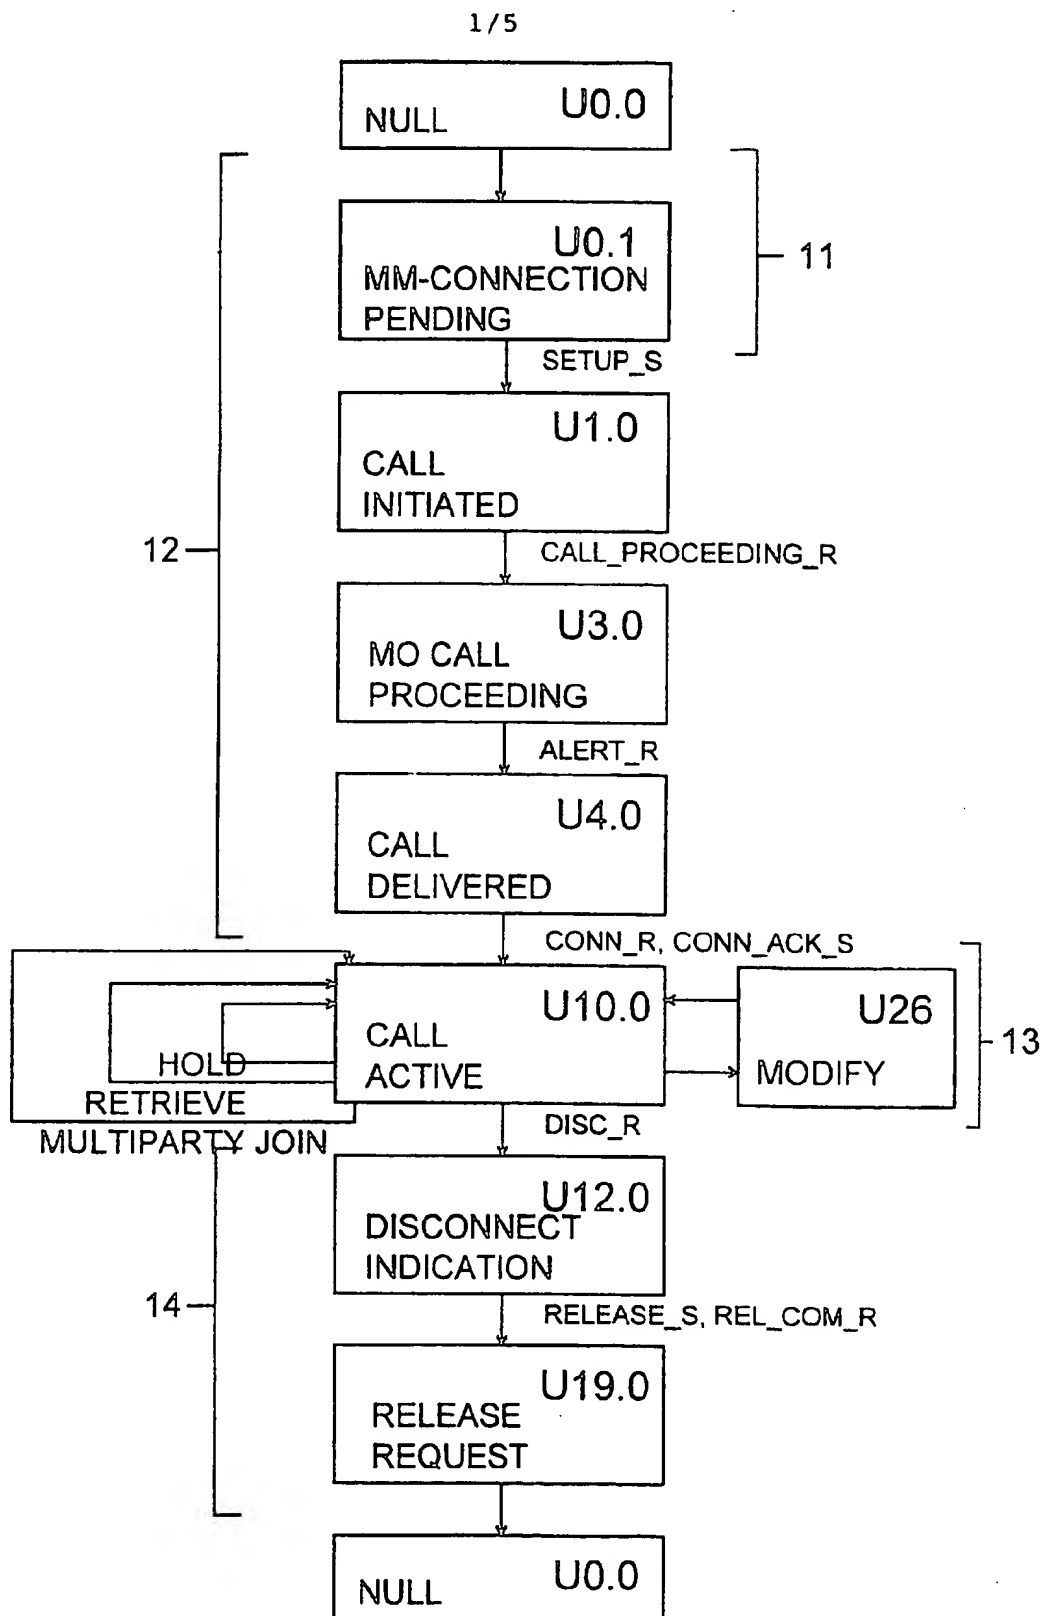 1/5
U0.0
NULL
U0.1
MM-CONNECTION
PENDING
11
SETUP_S
U1.0
CALL
INITIATED
12
CALL_PROCEEDING_R
U3.0
MO CALL
PROCEEDING
ALERT_R
U4.0
CALL
DELIVERED
CONN_R, CONN_ACK_S
U10.0
CALL
ACTIVE
U26
MODIFY
13
HOLD
RETRIEVE
MULTIPARTY JOIN
DISC_R
U12.0
DISCONNECT
INDICATION
14
RELEASE_S, REL_COM_R
U19.0
RELEASE
REQUEST
U0.0
NULL